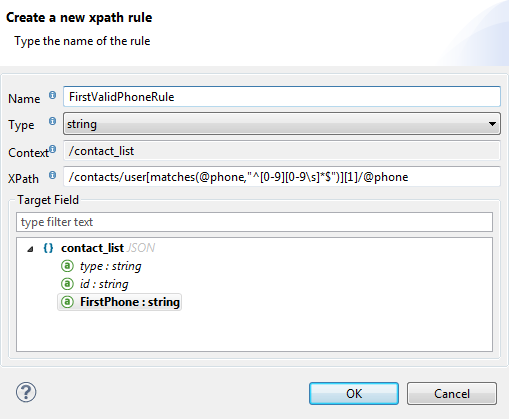 Create a new xpath rule
Type the name of the rule
Name FirstValidPhoneRule
Type string
Context /contact_list
XPath /contacts/user[matches(@phone,"^[0-9][0-9\s]*$")][1]/@phone
Target Field
type filter text
{} contact_list JSON
a type : string
a id : string
a FirstPhone : string
? OK Cancel